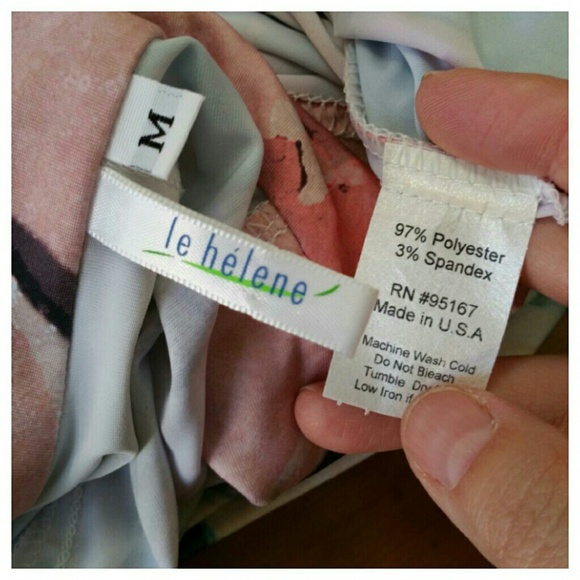 M
le hélene
97% Polyester
3% Spandex
RN #95167
Made in U.S.A
Machine Wash Cold
Do Not Bleach
Tumble
Low Iron if